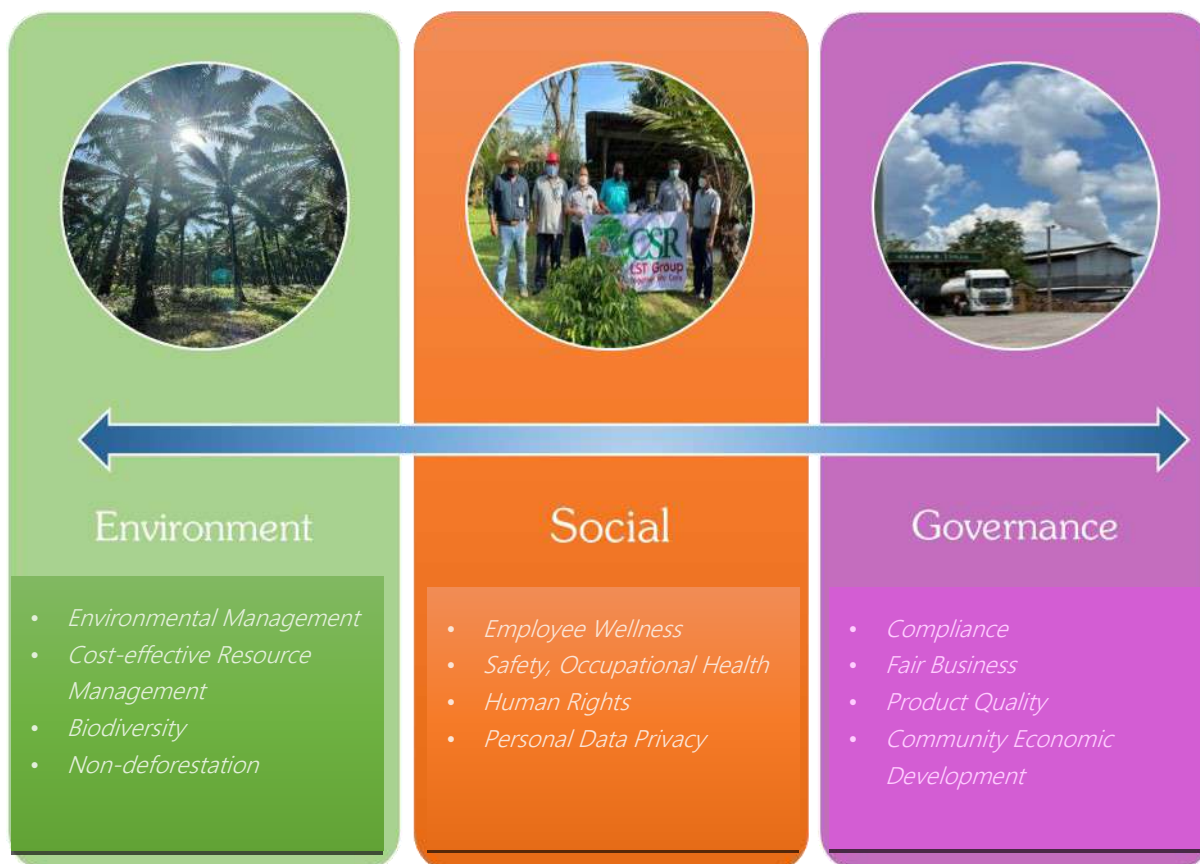 CSR
LST Group
Environment
Social
Governance
• Environmental Management
• Cost-effective Resource
Management
• Biodiversity
• Non-deforestation
• Employee Wellness
• Safety, Occupational Health
• Human Rights
• Personal Data Privacy
• Compliance
• Fair Business
• Product Quality
• Community Economic
Development